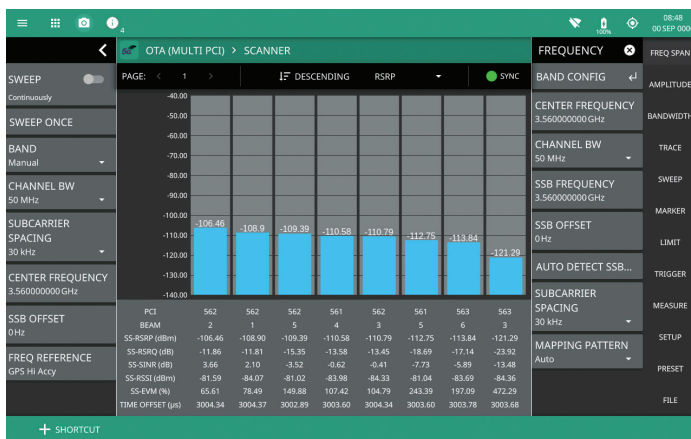 4
100%
08:48
00 SEP 000
5G
OTA (MULTI PCI) > SCANNER
FREQUENCY
FREQ SPAN
SWEEP
Continuously
SWEEP ONCE
BAND
Manual
CHANNEL BW
50 MHz
SUBCARRIER
SPACING
30 kHz
CENTER FREQUENCY
3.560000000 GHz
SSB OFFSET
0 Hz
FREQ REFERENCE
GPS Hi Accy
PAGE: < 1 > DESCENDING RSRP SYNC
-40.00
-50.00
-60.00
-70.00
-80.00
-90.00
-100.00
-110.00
-120.00
-130.00
-140.00
-106.46 -108.9 -109.39 -110.58 -110.79 -112.75 -113.84 -121.29
PCI 562 562 562 561 561 561 563 563
BEAM 2 1 5 4 3 5 6 3
SS-RSRP (dBm) -106.46 -108.90 -109.39 -110.58 -110.79 -112.75 -113.84 -121.29
SS-RSRQ (dB) -11.86 -11.81 -15.35 -13.58 -13.45 -18.69 -17.14 -23.92
SS-SINR (dB) 3.66 2.10 -3.52 -0.62 -0.41 -7.73 -5.89 -13.48
SS-RSSI (dBm) -81.59 -84.07 -81.02 -83.98 -84.33 -81.04 -83.69 -84.36
SS-EVM (%) 65.61 78.49 149.88 107.42 104.79 243.39 197.09 472.29
TIME OFFSET (µs) 3004.34 3004.37 3002.89 3003.60 3004.34 3003.60 3003.78 3003.68
BAND CONFIG
CENTER FREQUENCY
3.560000000 GHz
CHANNEL BW
50 MHz
SSB FREQUENCY
3.560000000 GHz
SSB OFFSET
0 Hz
AUTO DETECT SSB...
SUBCARRIER
SPACING
30 kHz
MAPPING PATTERN
Auto
AMPLITUDE
BANDWIDTH
TRACE
SWEEP
MARKER
LIMIT
TRIGGER
MEASURE
SETUP
PRESET
FILE
+ SHORTCUT